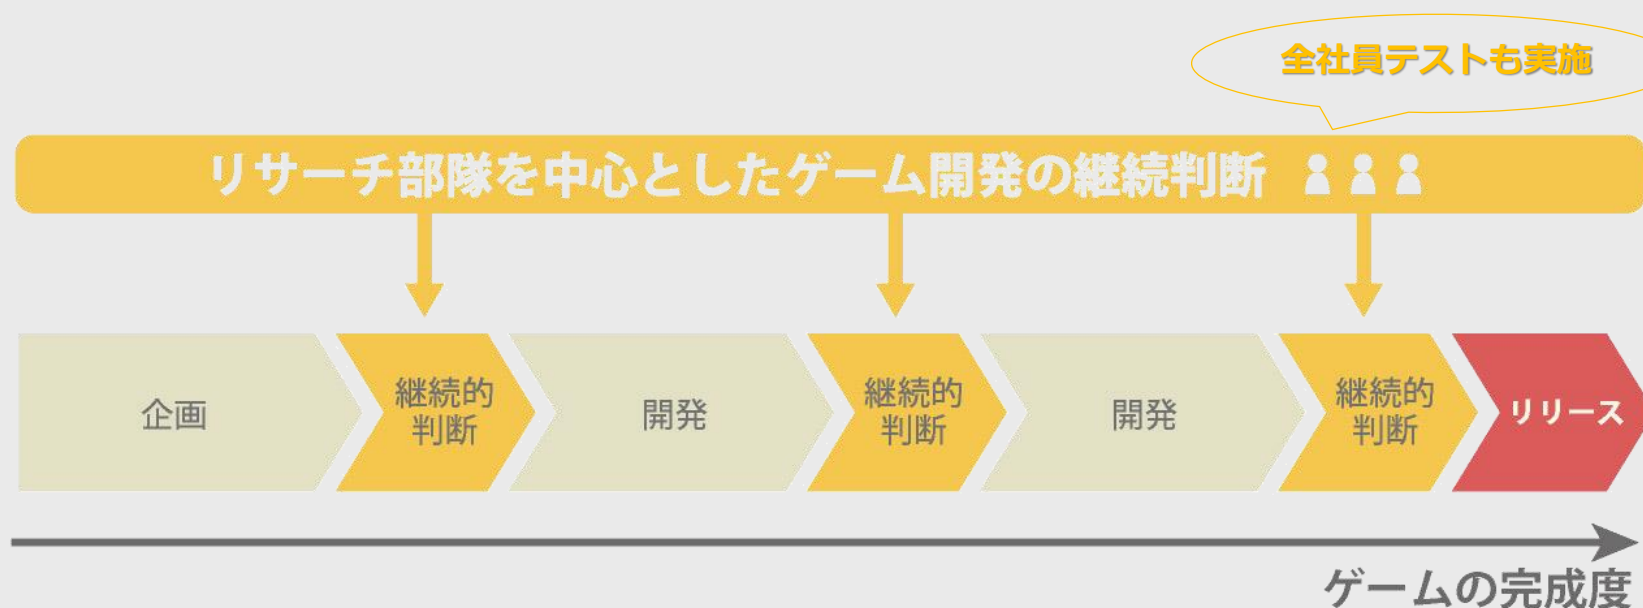 全社員テストも実施
リサーチ部隊を中心としたゲーム開発の継続判断
企画
継続的
判断
開発
継続的
判断
開発
継続的
判断
リリース
ゲームの完成度